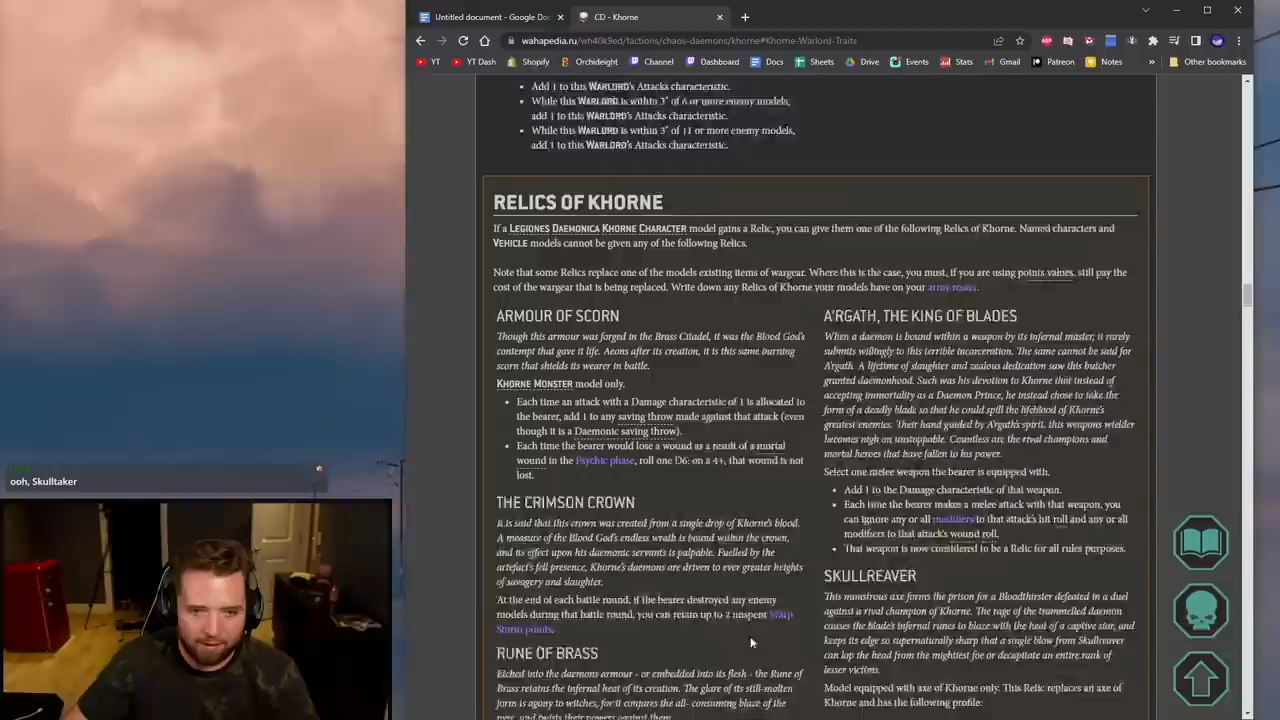 Untitled document - Google Doc
CD - Khorne
wahapedia.ru/wh40k9ed/factions/chaos-daemons/khorne#Khorne-Warlord-Traits
YT
YT Dash
Shopify
Orchideight
Channel
Dashboard
Docs
Sheets
Drive
Events
Stats
Gmail
Patreon
Notes
»
Other bookmarks
Add 1 to this WARLORD's Attacks characteristic.
While this WARLORD is within 3" of 6 or more enemy models,
add 1 to this WARLORD's Attacks characteristic.
While this WARLORD is within 3" of 11 or more enemy models,
add 1 to this WARLORD's Attacks characteristic.
RELICS OF KHORNE
If a LEGIONES DAEMONICA KHORNE CHARACTER model gains a Relic, you can give them one of the following Relics of Khorne. Named characters and
VEHICLE models cannot be given any of the following Relics.
Note that some Relics replace one of the models existing items of wargear. Where this is the case, you must, if you are using points values, still pay the
cost of the wargear that is being replaced. Write down any Relics of Khorne your models have on your army roster.
ARMOUR OF SCORN
Though this armour was forged in the Brass Citadel, it was the Blood God's
contempt that gave it life. Aeons after its creation, it is this same burning
scorn that shields its wearer in battle.
KHORNE MONSTER model only.
Each time an attack with a Damage characteristic of 1 is allocated to
the bearer, add 1 to any saving throw made against that attack (even
though it is a Daemonic saving throw).
Each time the bearer would lose a wound as a result of a mortal
wound in the Psychic phase, roll one D6: on a 4+, that wound is not
lost.
THE CRIMSON CROWN
It is said that this crown was created from a single drop of Khorne's blood.
A measure of the Blood God's endless wrath is bound within the crown,
and its effect upon his daemonic servants is palpable. Fuelled by the
artefact's fell presence, Khorne's daemons are driven to ever greater heights
of savagery and slaughter.
At the end of each battle round, if the bearer destroyed any enemy
models during that battle round, you can retain up to 2 unspent Warp
Storm points.
RUNE OF BRASS
Etched into the daemons armour - or embedded into its flesh - the Rune of
Brass retains the infernal heat of its creation. The glare of its still-molten
form is agony to witches, for it conjures the all- consuming blaze of the
pyre, and twists their powers against them.
A'RGATH, THE KING OF BLADES
When a daemon is bound within a weapon by its infernal master, it rarely
submits willingly to this terrible incarceration. The same cannot be said for
A'rgath. A lifetime of slaughter and zealous dedication saw this butcher
granted daemonhood. Such was his devotion to Khorne that instead of
accepting immortality as a Daemon Prince, he instead chose to take the
form of a deadly blade so that he could spill the lifeblood of Khorne's
greatest enemies. Their hand guided by A'rgath's spirit, this weapons wielder
becomes nigh on unstoppable. Countless are the rival champions and
mortal heroes that have fallen to his power.
Select one melee weapon the bearer is equipped with.
Add 1 to the Damage characteristic of that weapon.
Each time the bearer makes a melee attack with that weapon, you
can ignore any or all modifiers to that attack's hit roll and any or all
modifiers to that attack's wound roll.
That weapon is now considered to be a Relic for all rules purposes.
SKULLREAVER
This monstrous axe forms the prison for a Bloodthirster defeated in a duel
against a rival champion of Khorne. The rage of the trammelled daemon
causes the blade's infernal runes to blaze with the heat of a captive star, and
keeps its edge so supernaturally sharp that a single blow from Skullreaver
can lop the head from the mightiest foe or decapitate an entire rank of
lesser victims.
Model equipped with axe of Khorne only. This Relic replaces an axe of
Khorne and has the following profile:
ooh, Skulltaker